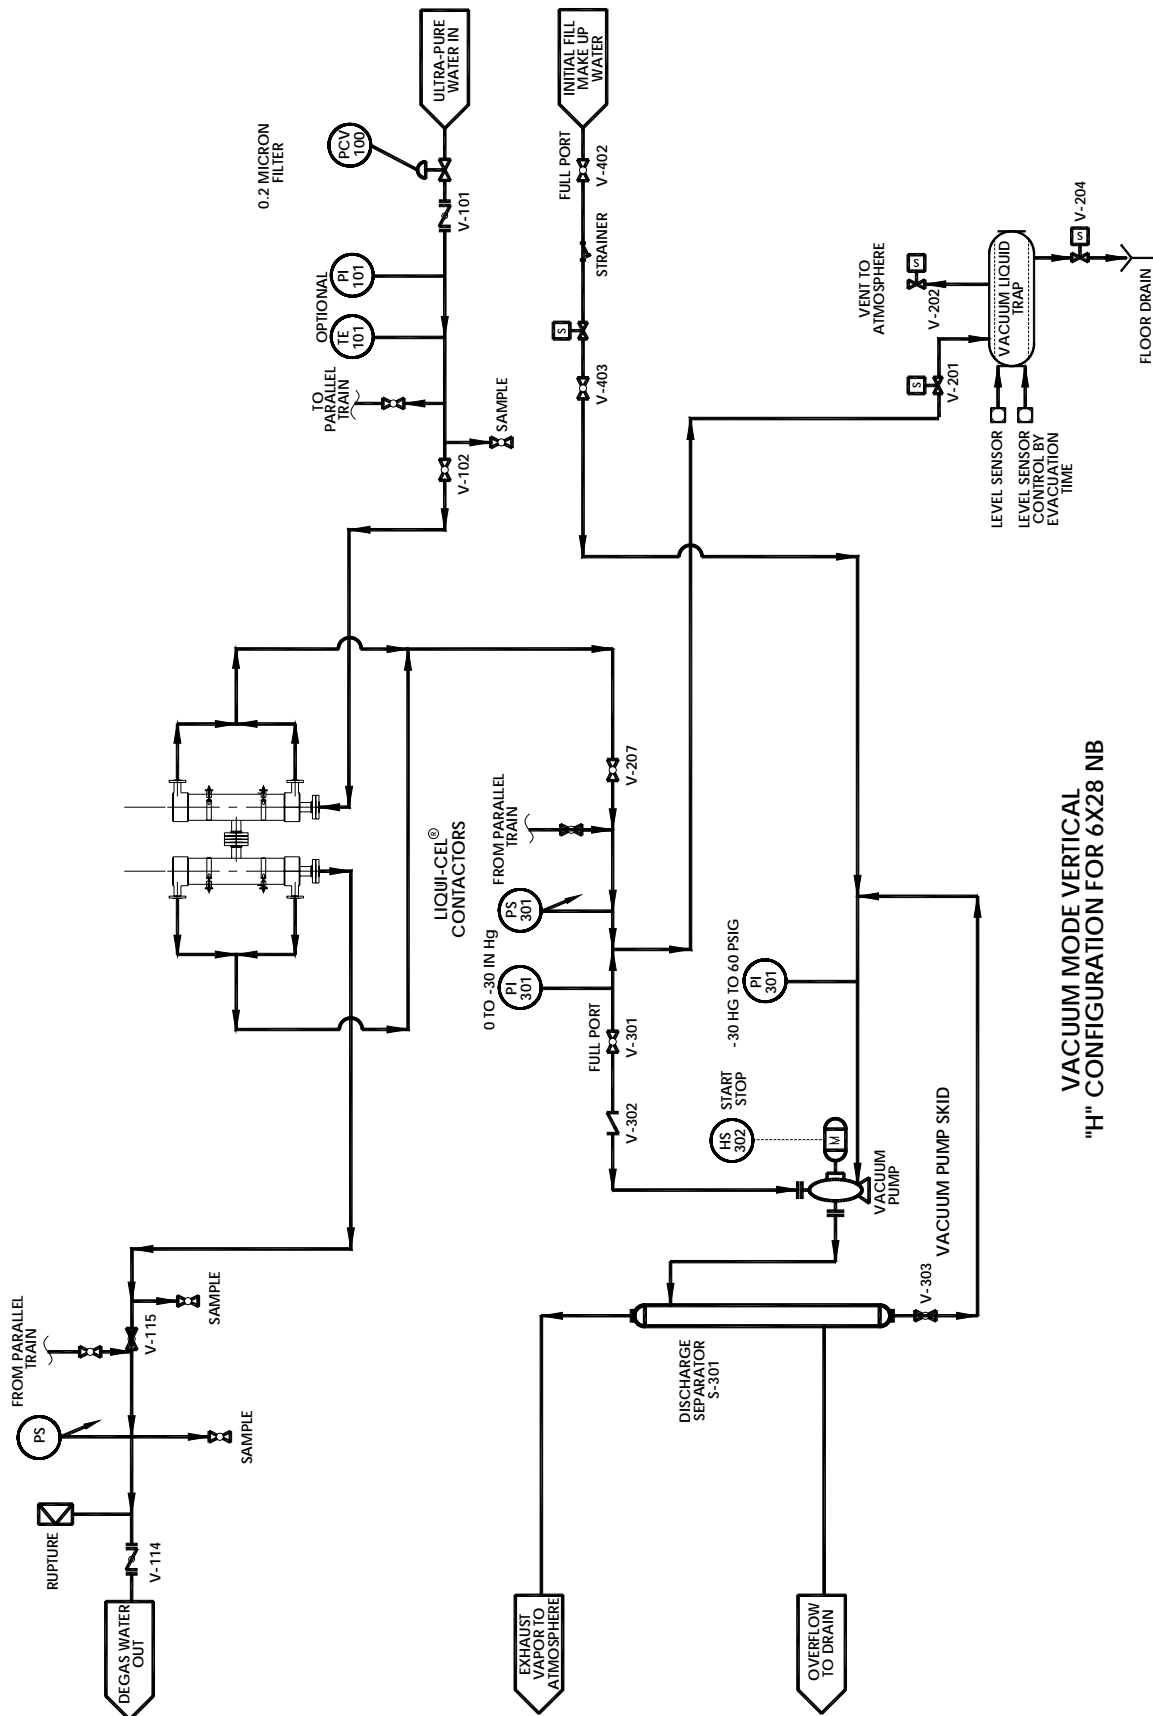 ULTRA-PURE
WATER IN
INITIAL FILL
MAKE UP
WATER
0.2 MICRON
FILTER
PCV
100
V-101
FULL PORT
V-402
OPTIONAL
PI
101
TE
101
STRAINER
S
V-403
TO
PARALLEL
TRAIN
SAMPLE
V-102
VENT TO
ATMOSPHERE
S
V-202
S
V-201
S
V-204
VACUUM LIQUID
TRAP
FLOOR DRAIN
LEVEL SENSOR
LEVEL SENSOR
CONTROL BY
EVACUATION
TIME
LIQUI-CEL®
CONTACTORS
V-207
FROM PARALLEL
TRAIN
PS
301
0 TO -30 IN Hg
PI
301
FULL PORT
V-301
V-302
-30 HG TO 60 PSIG
PI
301
START
STOP
HS
302
M
VACUUM
PUMP
VACUUM PUMP SKID
V-303
DISCHARGE
SEPARATOR
S-301
FROM PARALLEL
TRAIN
SAMPLE
V-115
PS
SAMPLE
RUPTURE
V-114
DEGAS WATER
OUT
EXHAUST
VAPOR TO
ATMOSPHERE
OVERFLOW
TO DRAIN
VACUUM MODE VERTICAL
"H" CONFIGURATION FOR 6X28 NB